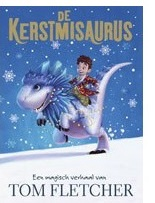 DE
KERSTMISAURUS
Een magisch verhaal van
TOM FLETCHER